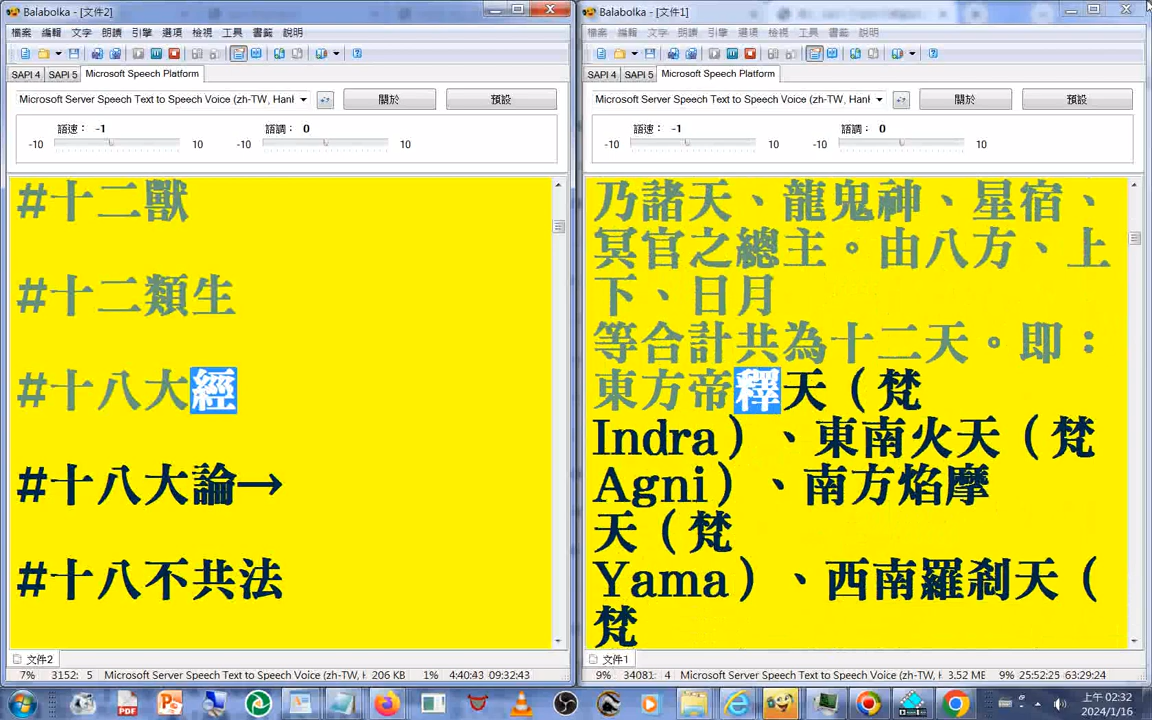 Balabolka - [文件2]
檔案 編輯 文字 朗讀 引擎 選項 檢視 工具 書籤 說明
SAPI 4 SAPI 5 Microsoft Speech Platform
Microsoft Server Speech Text to Speech Voice (zh-TW, Hanl
關於 預設
語速: -1 語調: 0
-10 10 -10 10
#十二獸
#十二類生
#十八大經
#十八大論→
#十八不共法
文件2
7% 3152: 5 Microsoft Server Speech Text to Speech Voice (zh-TW, H 206 KB 1% 4:40:43 09:32:43
Balabolka - [文件1]
檔案 編輯 文字 朗讀 引擎 選項 檢視 工具 書籤 說明
SAPI 4 SAPI 5 Microsoft Speech Platform
Microsoft Server Speech Text to Speech Voice (zh-TW, Hanl
關於 預設
語速: -1 語調: 0
-10 10 -10 10
乃諸天、龍鬼神、星宿、
冥官之總主。由八方、上
下、日月
等合計共為十二天。即：
東方帝釋天（梵
Indra）、東南火天（梵
Agni）、南方焰摩
天（梵
Yama）、西南羅剎天（
梵
文件1
9% 34081: 4 Microsoft Server Speech Text to Speech Voice (zh-TW, H 3.52 MB 9% 25:52:25 63:29:24
上午 02:32
2024/1/16